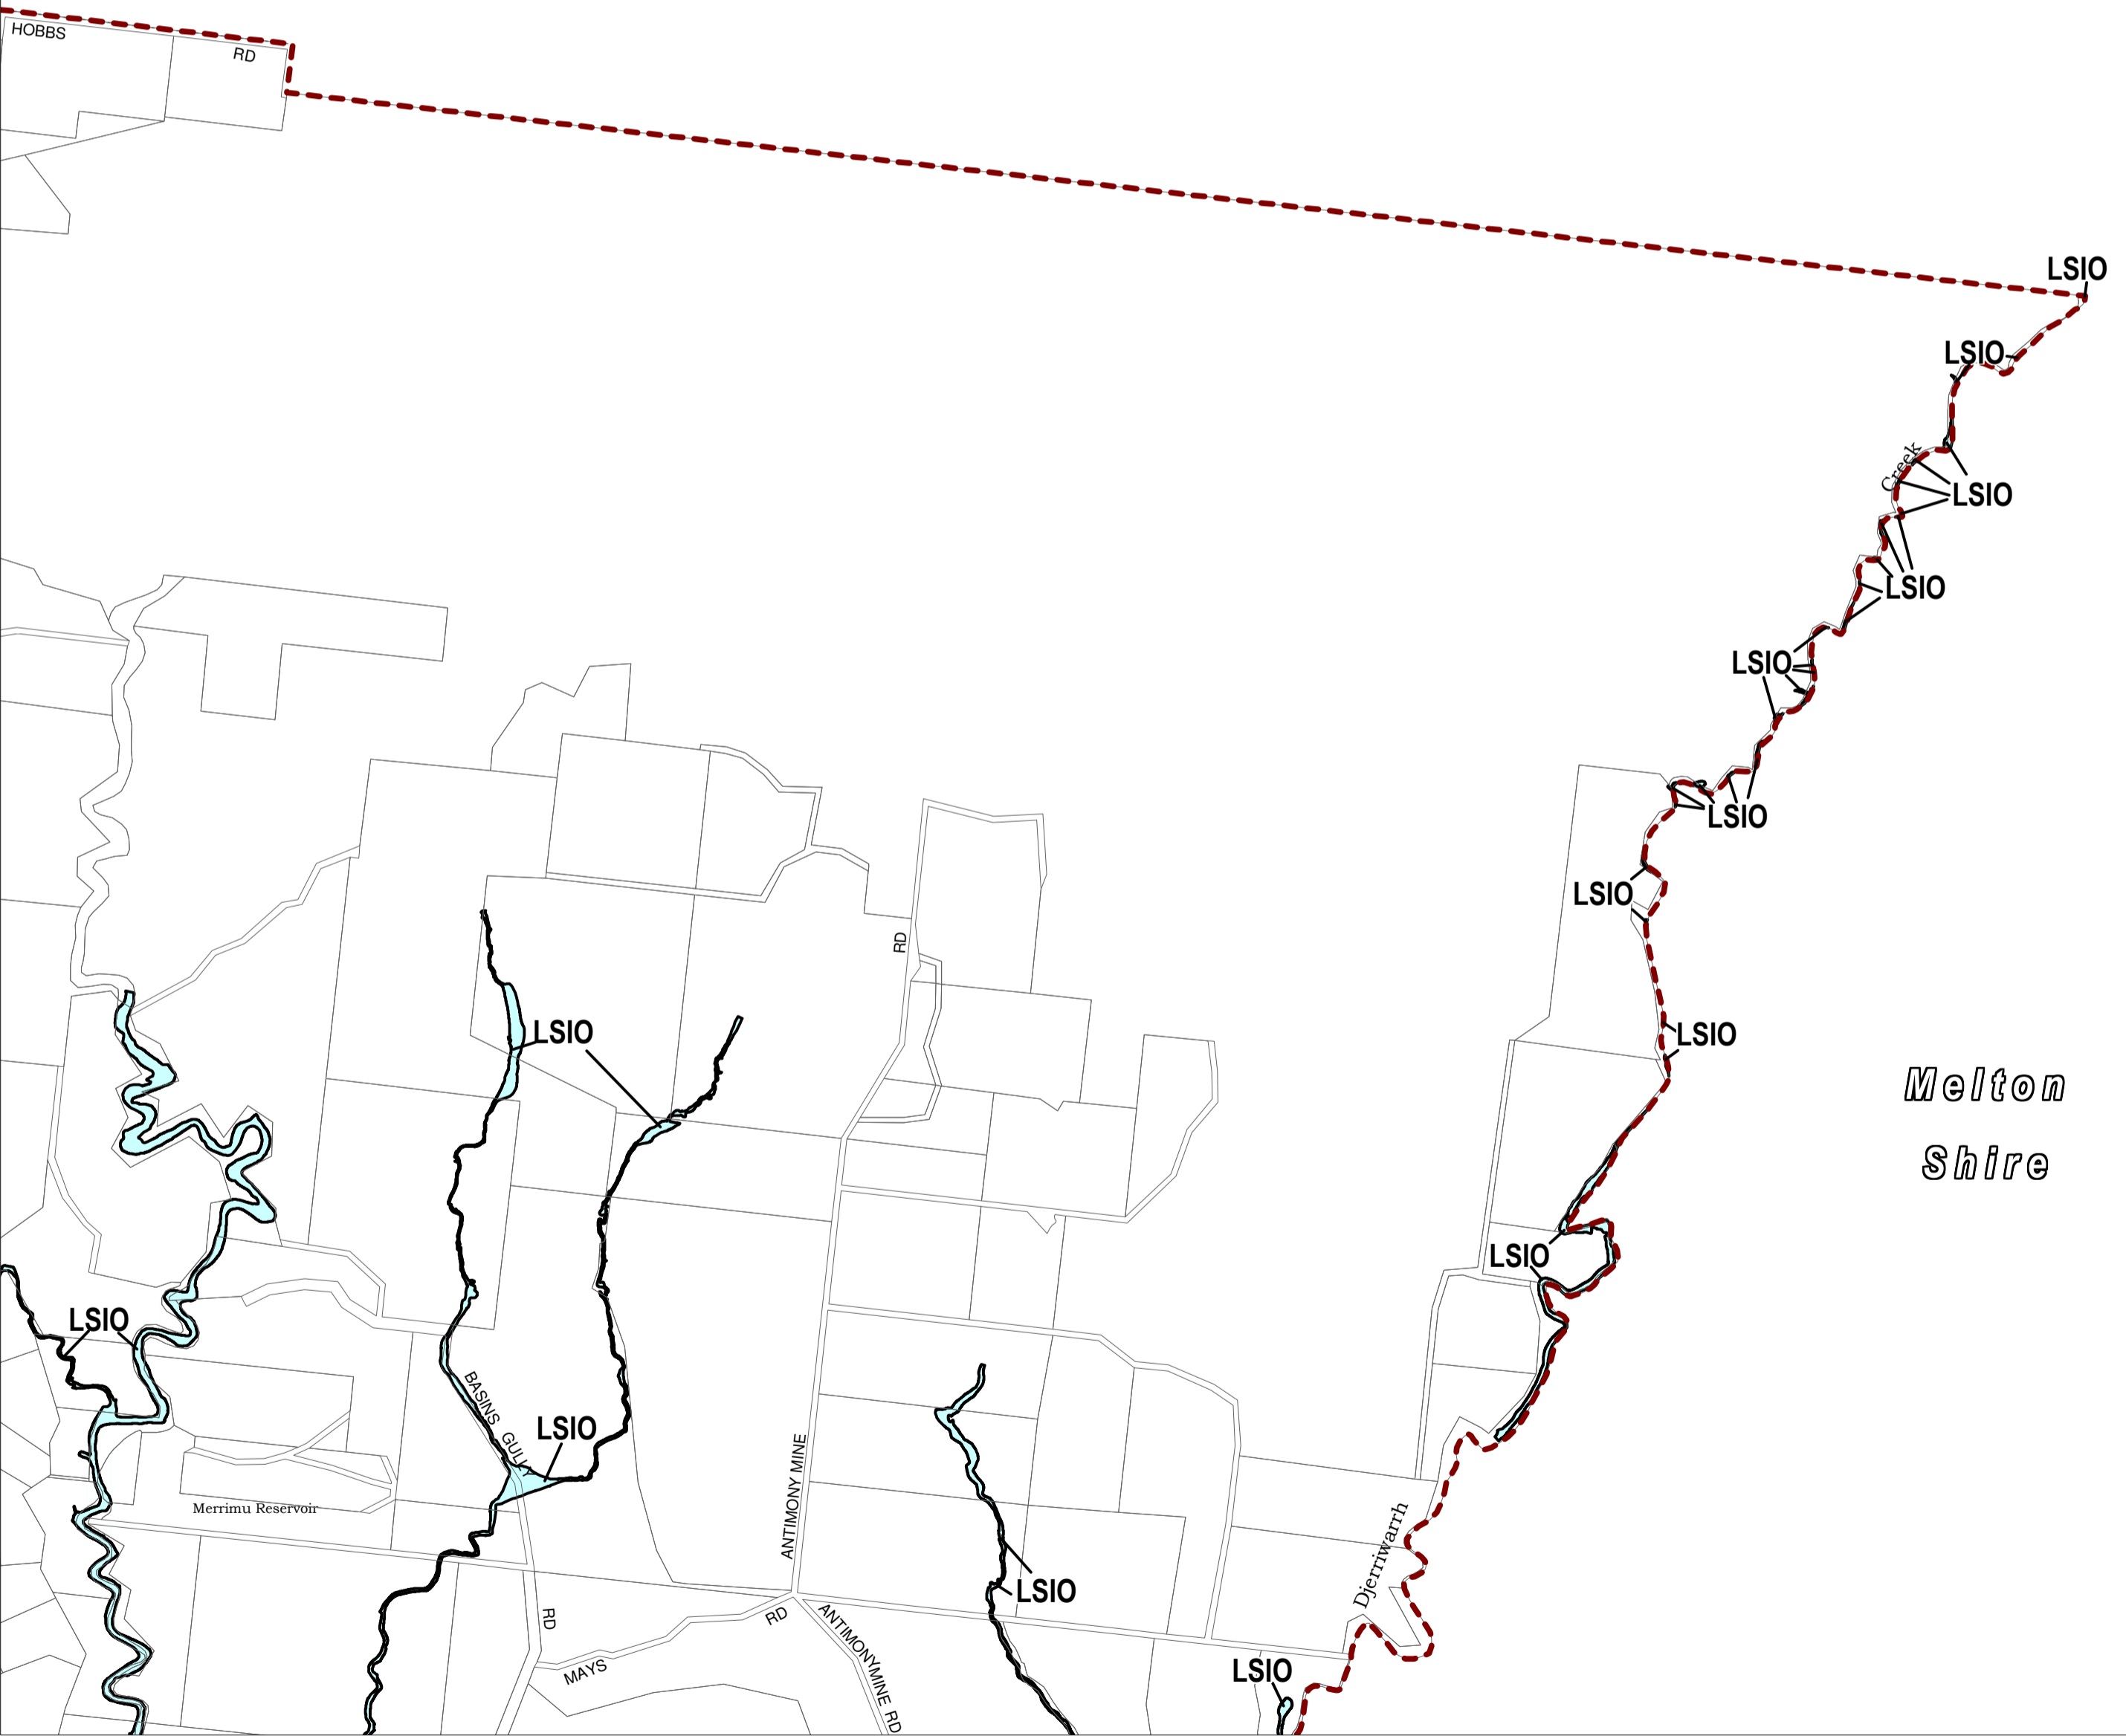 HOBBS
RD
LSIO
LSIO
Creek
LSIO
LSIO
LSIO
LSIO
LSIO
RD
LSIO
LSIO
Melton
Shire
LSIO
LSIO
BASINS GULLY
LSIO
ANTIMONY MINE
Merrimu Reservoir
Djerriwarrh
LSIO
RD
RD
MAYS
ANTIMONYMINE RD
LSIO